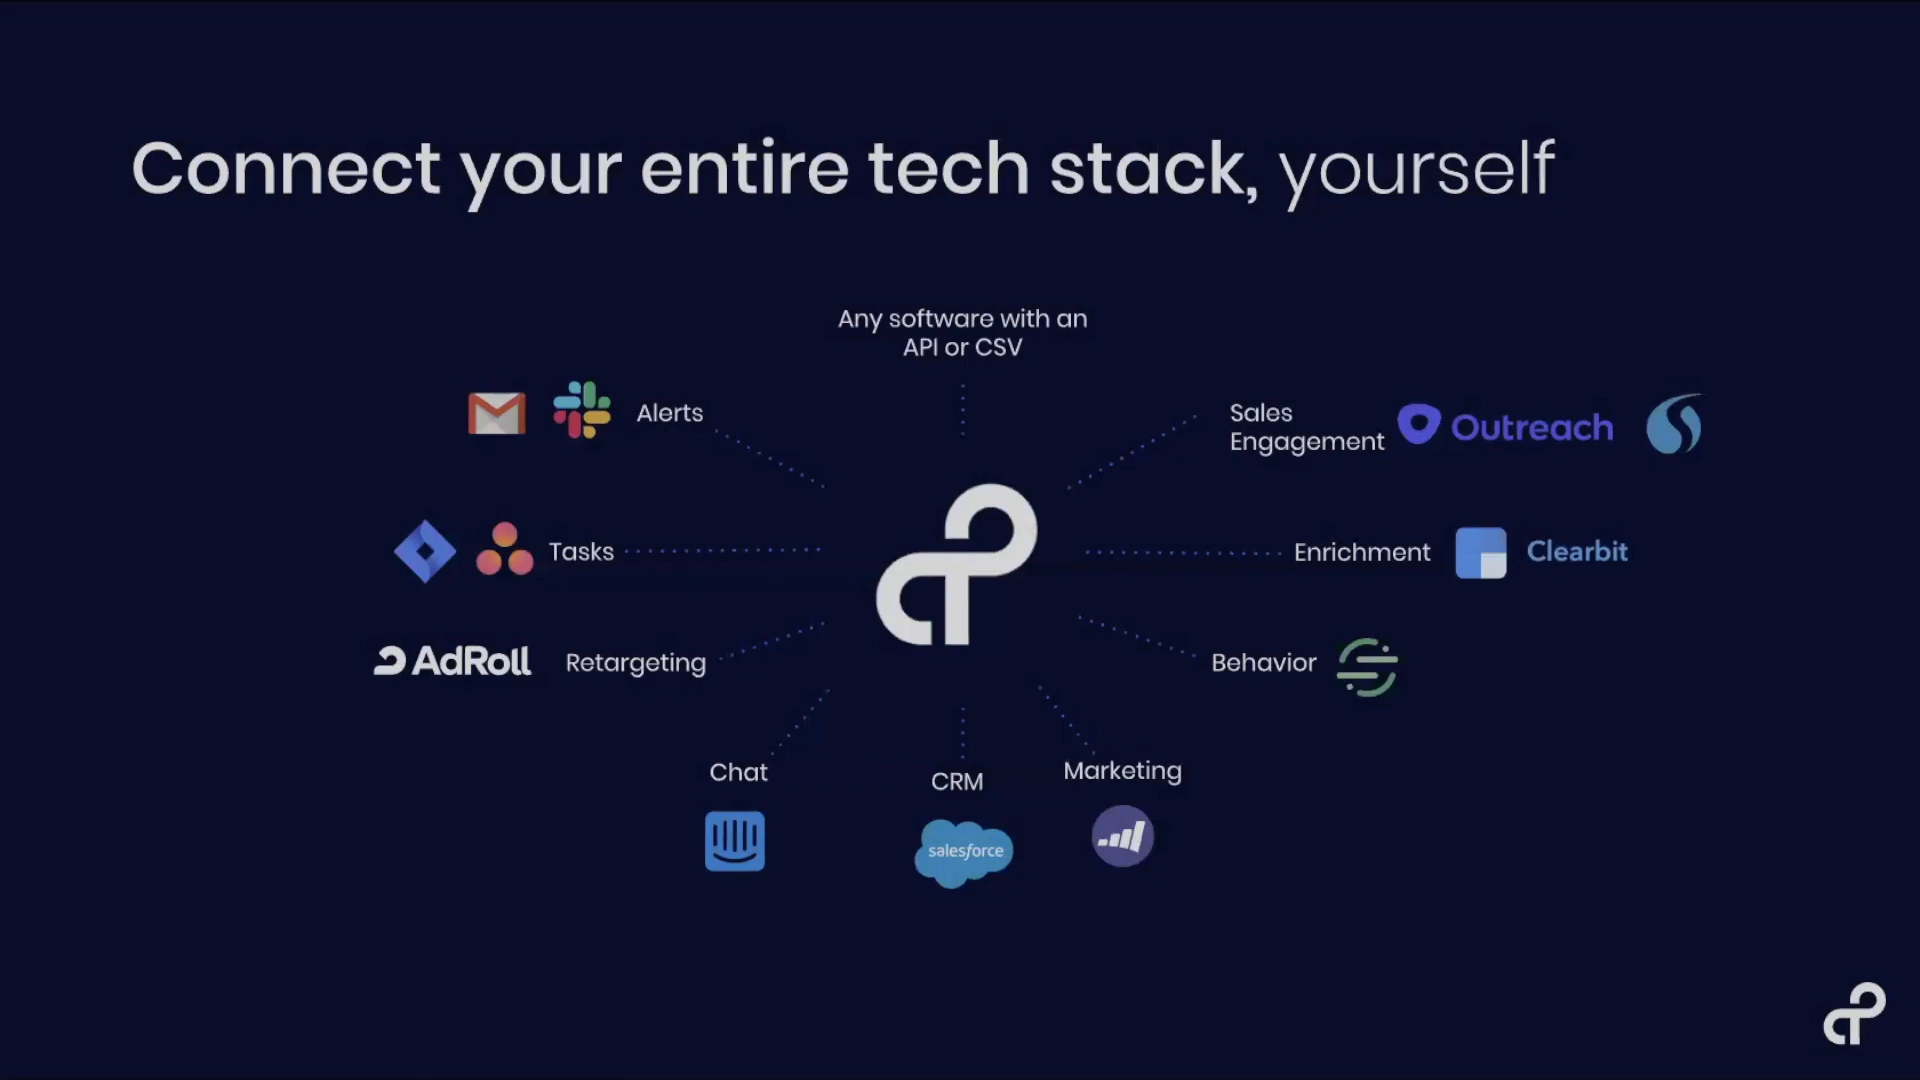 Connect your entire tech stack, yourself
Any software with an
API or CSV
Alerts
Sales
Engagement
Outreach
Tasks
Enrichment
Clearbit
AdRoll
Retargeting
Behavior
Chat
CRM
Marketing
salesforce